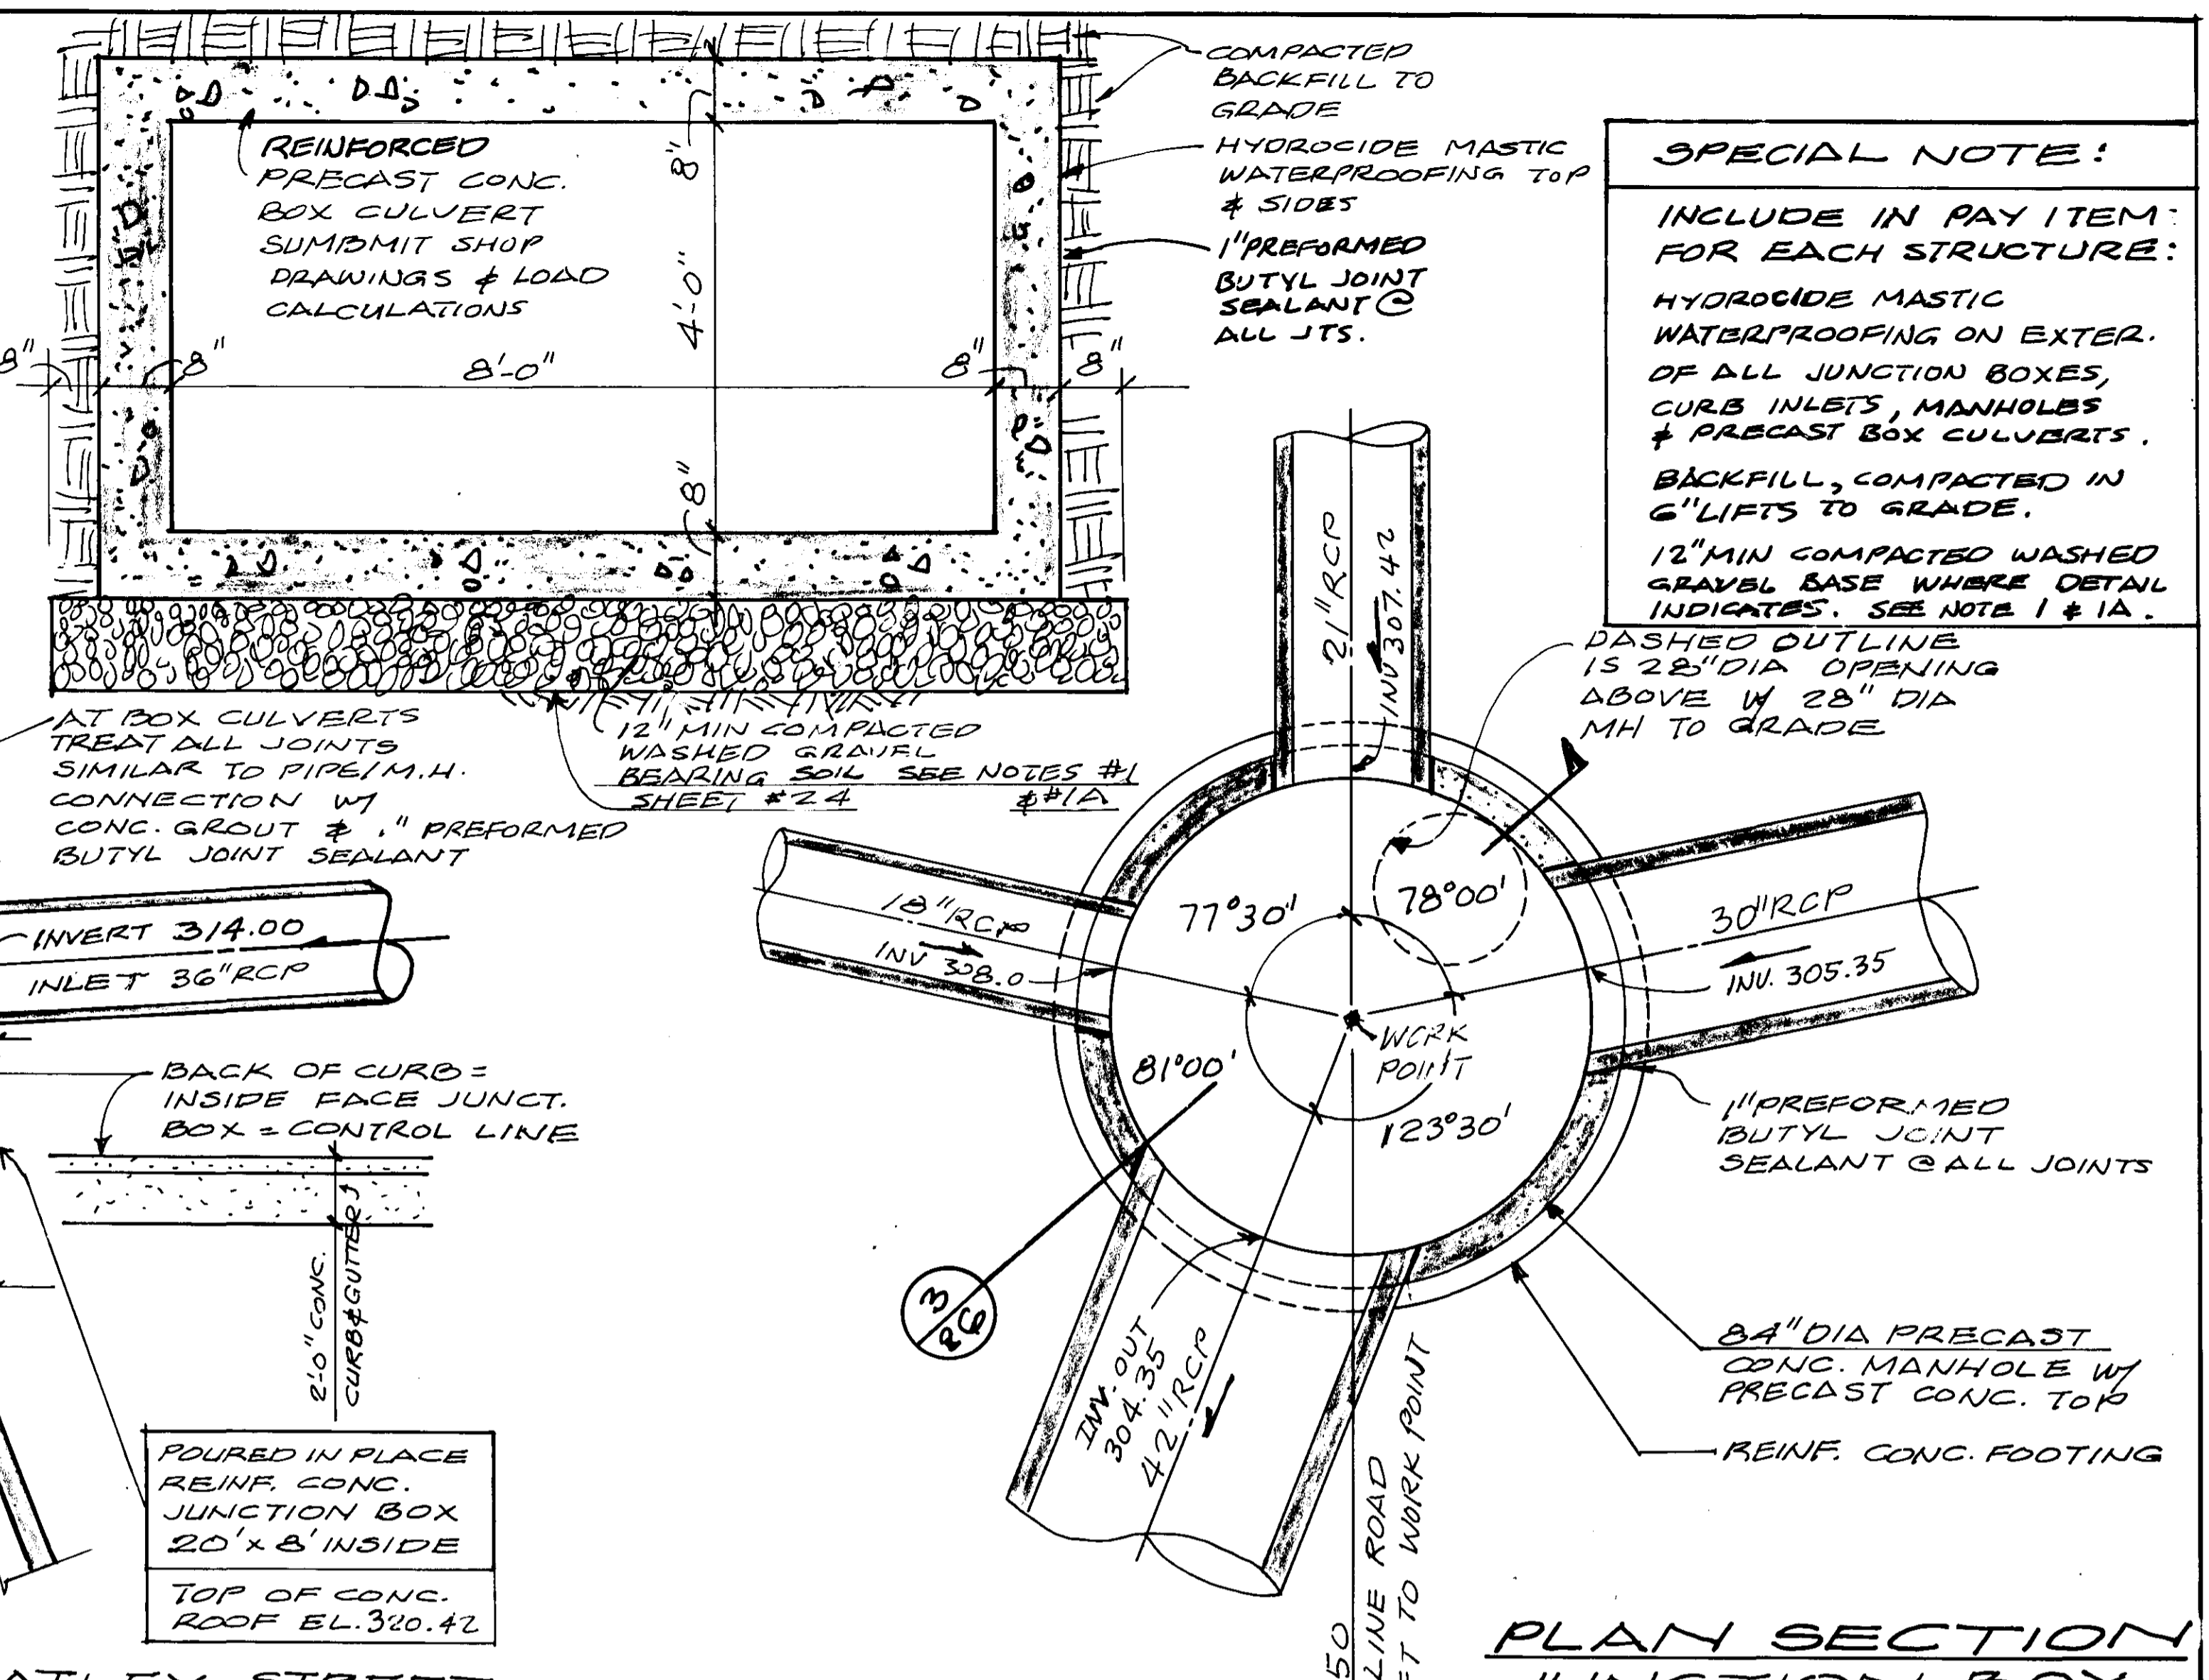 COMPACTED
BACKFILL TO
GRADE
HYDROCIDE MASTIC
WATERPROOFING TOP
& SIDES
1" PREFORMED
BUTYL JOINT
SEALANT @
ALL JTS.
REINFORCED
PRECAST CONC.
BOX CULVERT
SUMBMIT SHOP
DRAWINGS & LOAD
CALCULATIONS
8"
4'-0"
8"
8"
8"
8'-0"
8"
8"
12" MIN COMPACTED
WASHED GRAVEL
BEARING SOIL SEE NOTES #1
SHEET #24 & #1A
AT BOX CULVERTS
TREAT ALL JOINTS
SIMILAR TO PIPE/M.H.
CONNECTION W/
CONC. GROUT & " PREFORMED
BUTYL JOINT SEALANT
SPECIAL NOTE:
INCLUDE IN PAY ITEM
FOR EACH STRUCTURE:
HYDROCIDE MASTIC
WATERPROOFING ON EXTER.
OF ALL JUNCTION BOXES,
CURB INLETS, MANHOLES
& PRECAST BOX CULVERTS.
BACKFILL, COMPACTED IN
6" LIFTS TO GRADE.
12" MIN COMPACTED WASHED
GRAVEL BASE WHERE DETAIL
INDICATES. SEE NOTE 1 & 1A.
DASHED OUTLINE
IS 28" DIA OPENING
ABOVE W/ 28" DIA
MH TO GRADE
INVERT 314.00
INLET 36" RCP
BACK OF CURB =
INSIDE FACE JUNCT.
BOX = CONTROL LINE
2'-0" CONC.
CURB & GUTTER
POURED IN PLACE
REINF. CONC.
JUNCTION BOX
20' x 8' INSIDE
TOP OF CONC.
ROOF EL. 320.42
21" RCP
INV 307.42
18" RCP
INV 308.0
30" RCP
INV. 305.35
77°30'
78°00'
81°00'
123°30'
WORK
POINT
INV. OUT
304.35
42" RCP
3
26
1" PREFORMED
BUTYL JOINT
SEALANT @ ALL JOINTS
84" DIA PRECAST
CONC. MANHOLE W/
PRECAST CONC. TOP
REINF. CONC. FOOTING
50
LINE ROAD
TO WORK POINT
PLAN SECTION
JUNCTION BOX
STREET